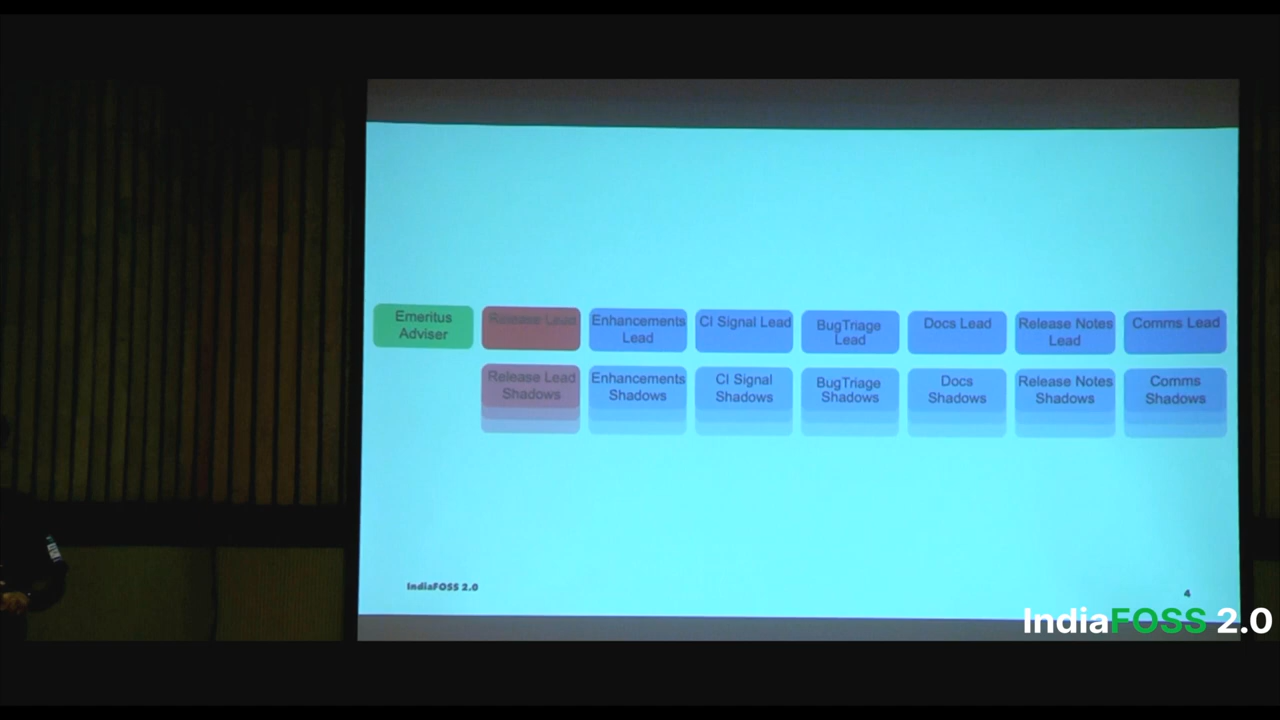 Emeritus
Adviser
Release Lead
Enhancements
Lead
CI Signal Lead
BugTriage
Lead
Docs Lead
Release Notes
Lead
Comms Lead
Release Lead
Shadows
Enhancements
Shadows
CI Signal
Shadows
BugTriage
Shadows
Docs
Shadows
Release Notes
Shadows
Comms
Shadows
IndiaFOSS 2.0
4
IndiaFOSS 2.0